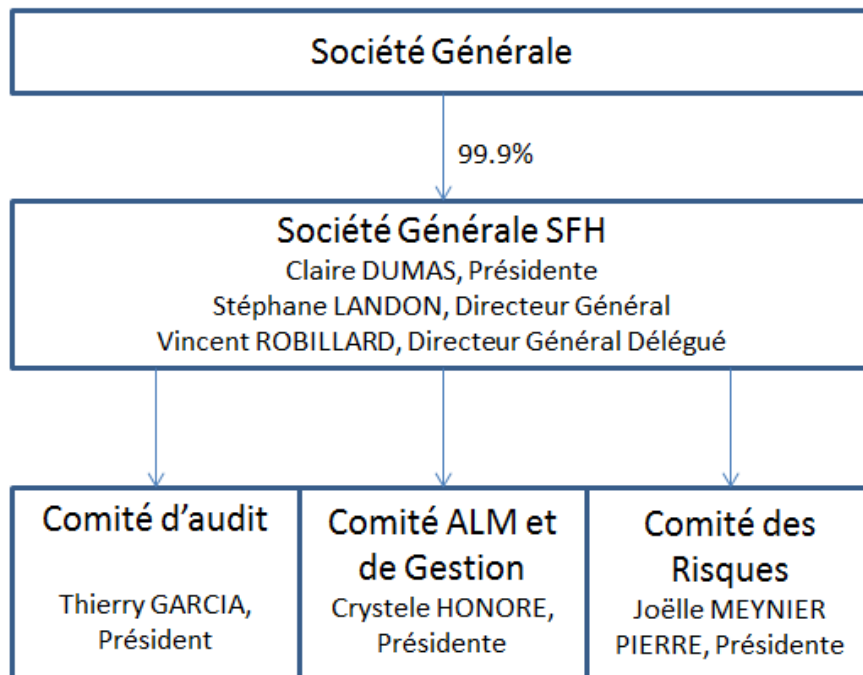 Société Générale
99.9%
Société Générale SFH
Claire DUMAS, Présidente
Stéphane LANDON, Directeur Général
Vincent ROBILLARD, Directeur Général Délégué
Comité d’audit
Thierry GARCIA,
Président
Comité ALM et
de Gestion
Crystele HONORE,
Présidente
Comité des
Risques
Joëlle MEYNIER
PIERRE, Présidente